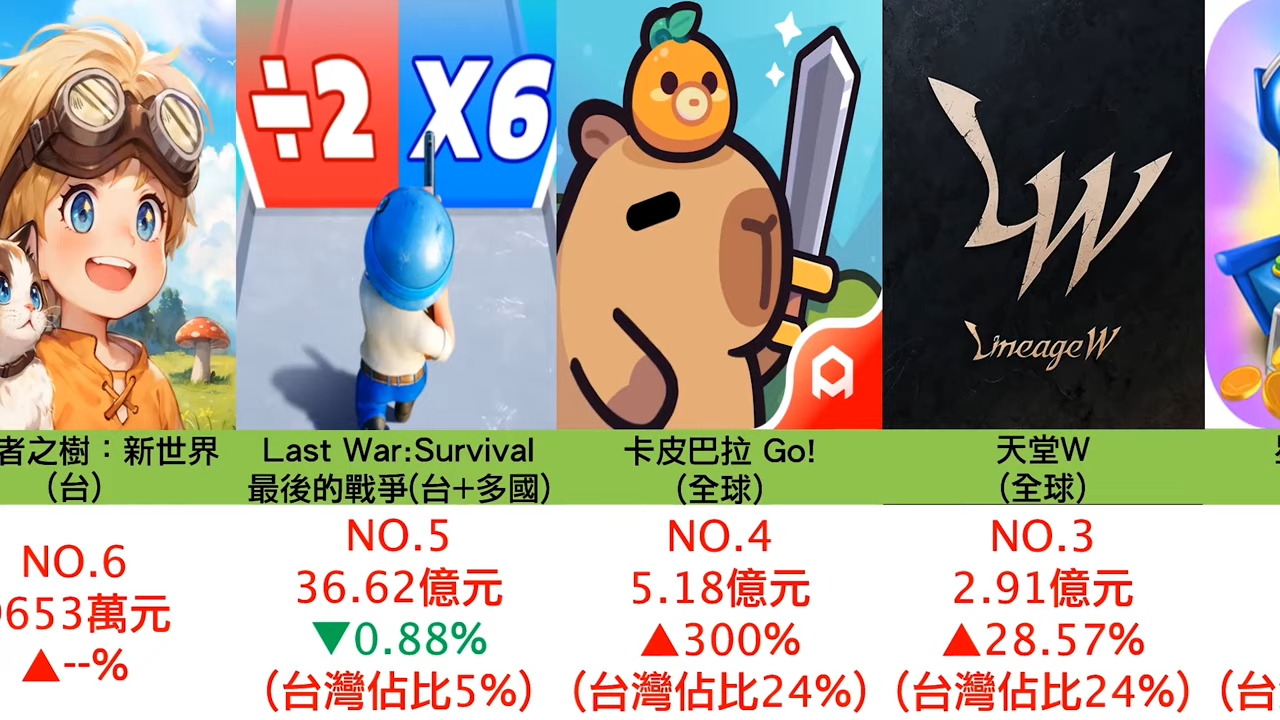 ÷2
X6
LW
LineageW
者之樹：新世界
(台)
NO.6
653萬元
▲--%
Last War:Survival
最後的戰爭(台+多國)
NO.5
36.62億元
▼0.88%
(台灣佔比5%)
卡皮巴拉 Go!
(全球)
NO.4
5.18億元
▲300%
(台灣佔比24%)
天堂W
(全球)
NO.3
2.91億元
▲28.57%
(台灣佔比24%)
(台